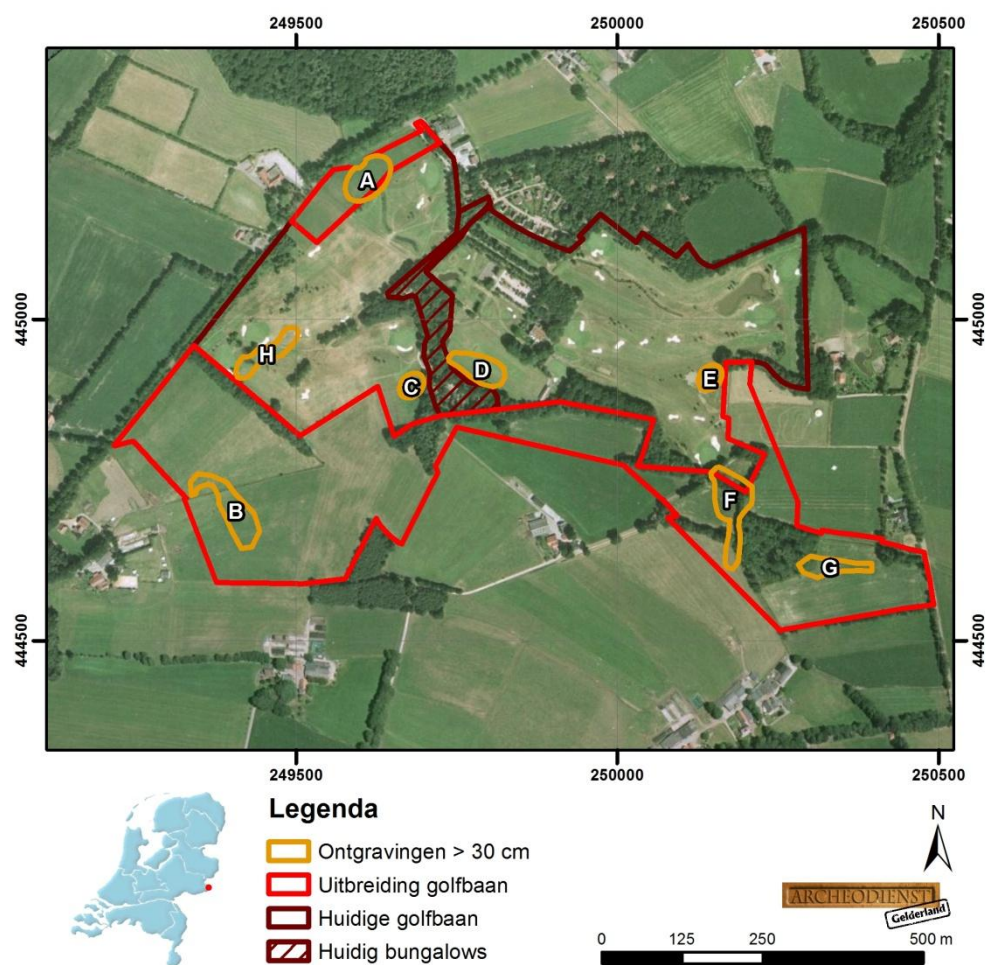 249500 250000 250500
445000 445000
444500 444500
A
H
C
D
E
B
F
G
249500 250000 250500
Legenda
Ontgravingen > 30 cm
Uitbreiding golfbaan
Huidige golfbaan
Huidig bungalows
N
ARCHEODIENST
Gelderland
0 125 250 500 m